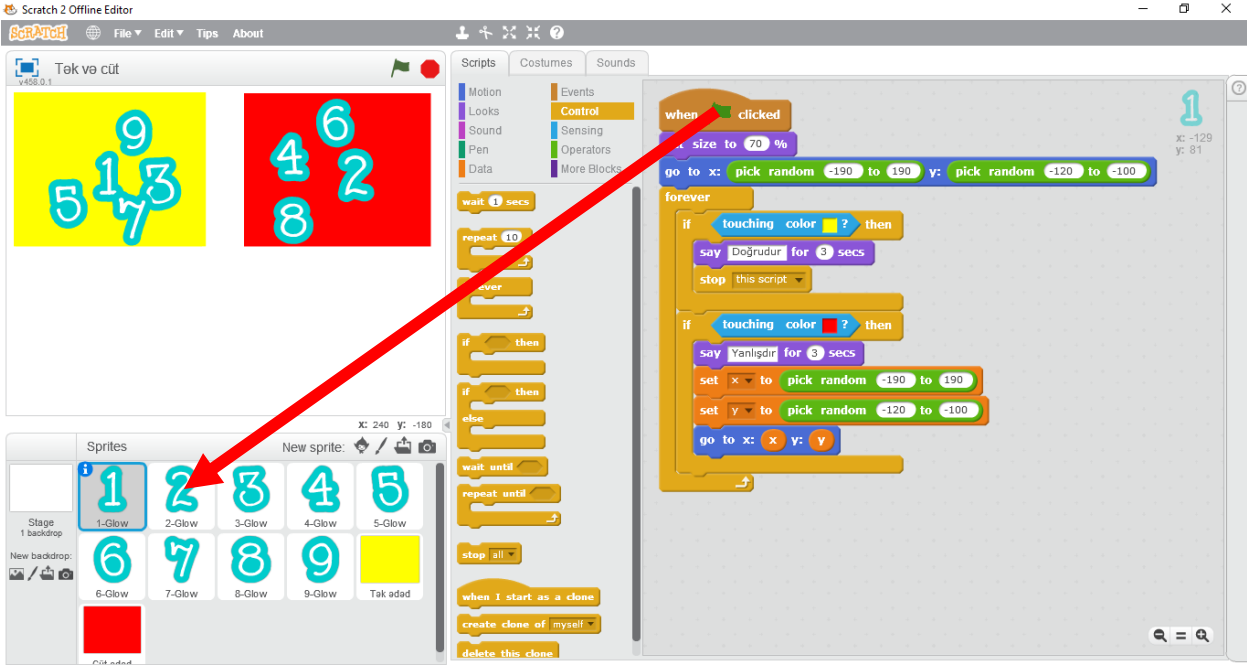 Scratch 2 Offline Editor
SCRATCH File Edit Tips About
Tək və cüt
v458.0.1
9
6
4
1
3
2
5
7
8
X: 240 y: -180
Sprites New sprite:
1
2
3
4
5
Stage
1 backdrop
1-Glow 2-Glow 3-Glow 4-Glow 5-Glow
New backdrop:
6
7
8
9
6-Glow 7-Glow 8-Glow 9-Glow Tək ədəd
Cüt ədəd
Scripts Costumes Sounds
Motion Events
Looks Control
Sound Sensing
Pen Operators
Data More Blocks
wait 1 secs
repeat 10
if then
if then
else
wait until
repeat until
stop all
when I start as a clone
create clone of myself
delete this clone
when clicked
size to 70 %
go to x: pick random -190 to 190 y: pick random -120 to -100
forever
if touching color ? then
say Doğrudur for 3 secs
stop this script
if touching color ? then
say Yanlışdır for 3 secs
set x to pick random -190 to 190
set y to pick random -120 to -100
go to x: x y: y
1
x: -129
y: 81